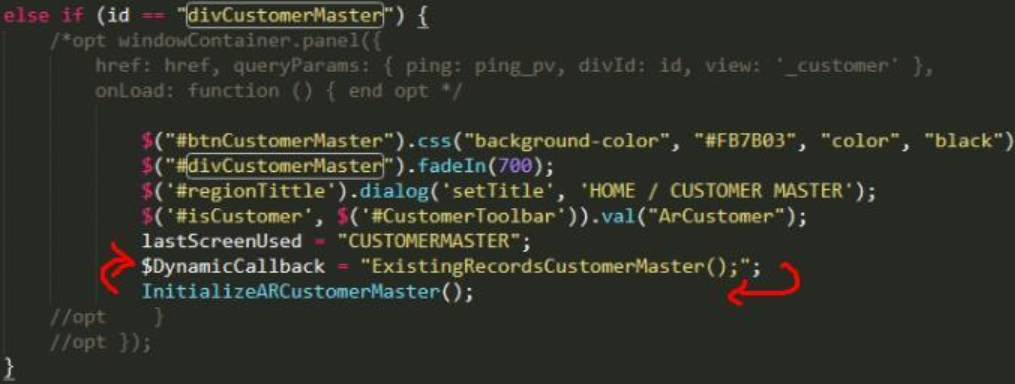 else if (id == "divCustomerMaster") {
/*opt windowContainer.panel({
href: href, queryParams: { ping: ping_pv, divId: id, view: '_customer' },
onLoad: function () { end opt */
$("#btnCustomerMaster").css("background-color", "#FB7B03", "color", "black")
$("#divCustomerMaster").fadeIn(700);
$('#regionTittle').dialog('setTitle', 'HOME / CUSTOMER MASTER');
$('#isCustomer', $('#CustomerToolbar')).val("ArCustomer");
lastScreenUsed = "CUSTOMERMASTER";
$DynamicCallback = "ExistingRecordsCustomerMaster();";
InitializeARCustomerMaster();
//opt    }
//opt });
}